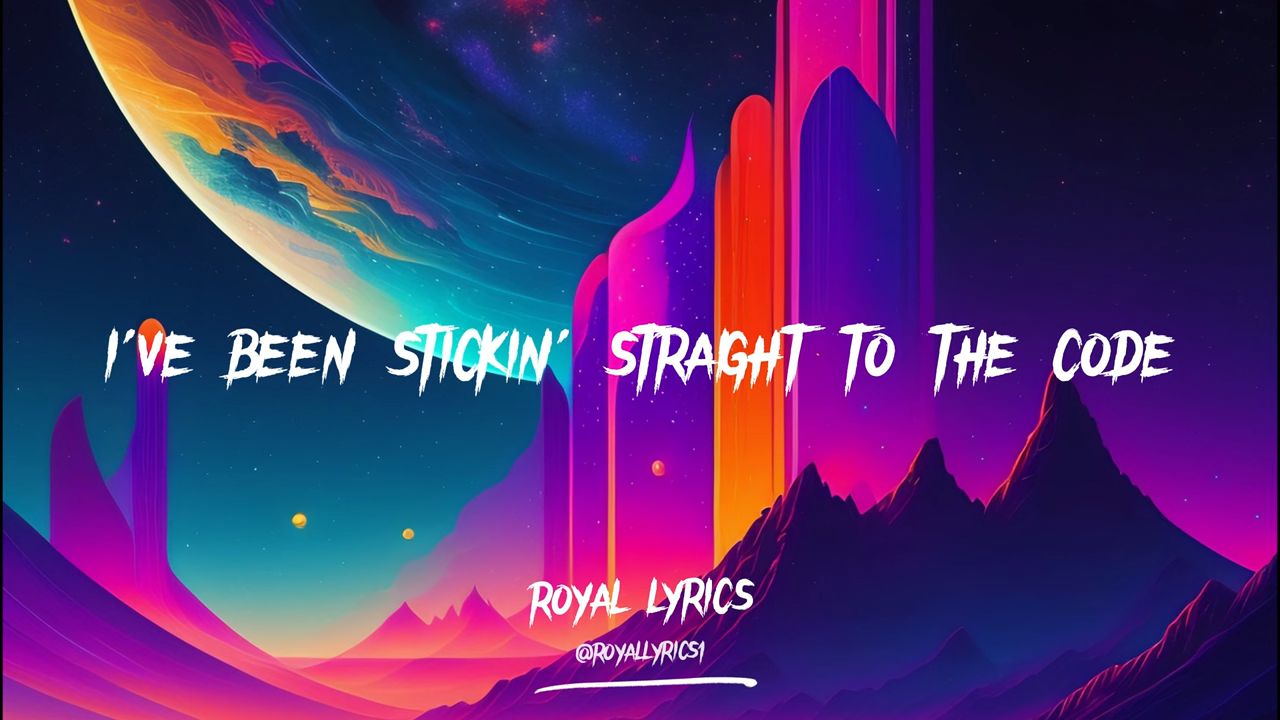 I'VE BEEN STICKIN' STRAIGHT TO THE CODE
ROYAL LYRICS
@ROYALLYRICS1